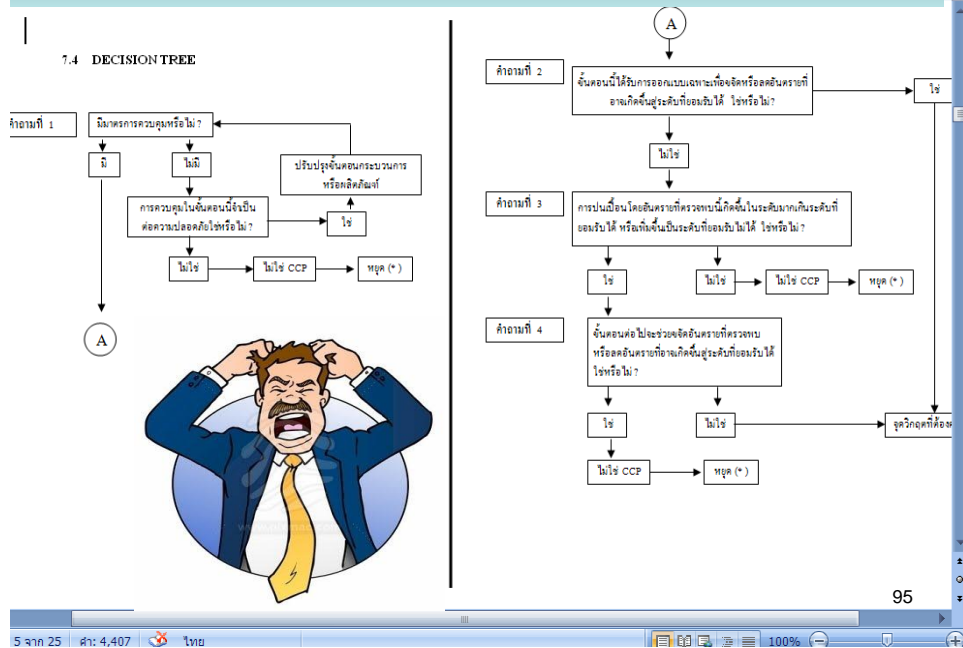 7.4 DECISION TREE
คำถามที่ 1
มีมาตรการควบคุมหรือไม่?
มี
ไม่มี
ปรับปรุงขั้นตอนกระบวนการ
หรือผลิตภัณฑ์
การควบคุมในขั้นตอนนี้จำเป็น
ต่อความปลอดภัยใช่หรือไม่?
ใช่
ไม่ใช่
ไม่ใช่ CCP
หยุด (*)
A
A
คำถามที่ 2
ขั้นตอนนี้ได้รับการออกแบบเฉพาะเพื่อขจัดหรือลดอันตรายที่
อาจเกิดขึ้นสู่ระดับที่ยอมรับได้ ใช่หรือไม่?
ใช่
ไม่ใช่
คำถามที่ 3
การปนเปื้อนโดยอันตรายที่ตรวจพบนี้เกิดขึ้นในระดับมากเกินระดับที่
ยอมรับได้ หรือเพิ่มขึ้นเป็นระดับที่ยอมรับไม่ได้ ใช่หรือไม่?
ใช่
ไม่ใช่
ไม่ใช่ CCP
หยุด (*)
คำถามที่ 4
ขั้นตอนต่อไปจะช่วยขจัดอันตรายที่ตรวจพบ
หรือลดอันตรายที่อาจเกิดขึ้นสู่ระดับที่ยอมรับได้
ใช่หรือไม่?
ใช่
ไม่ใช่
จุดวิกฤตที่ต้อง
ไม่ใช่ CCP
หยุด (*)
95
5 จาก 25
คำ: 4,407
ไทย
100%